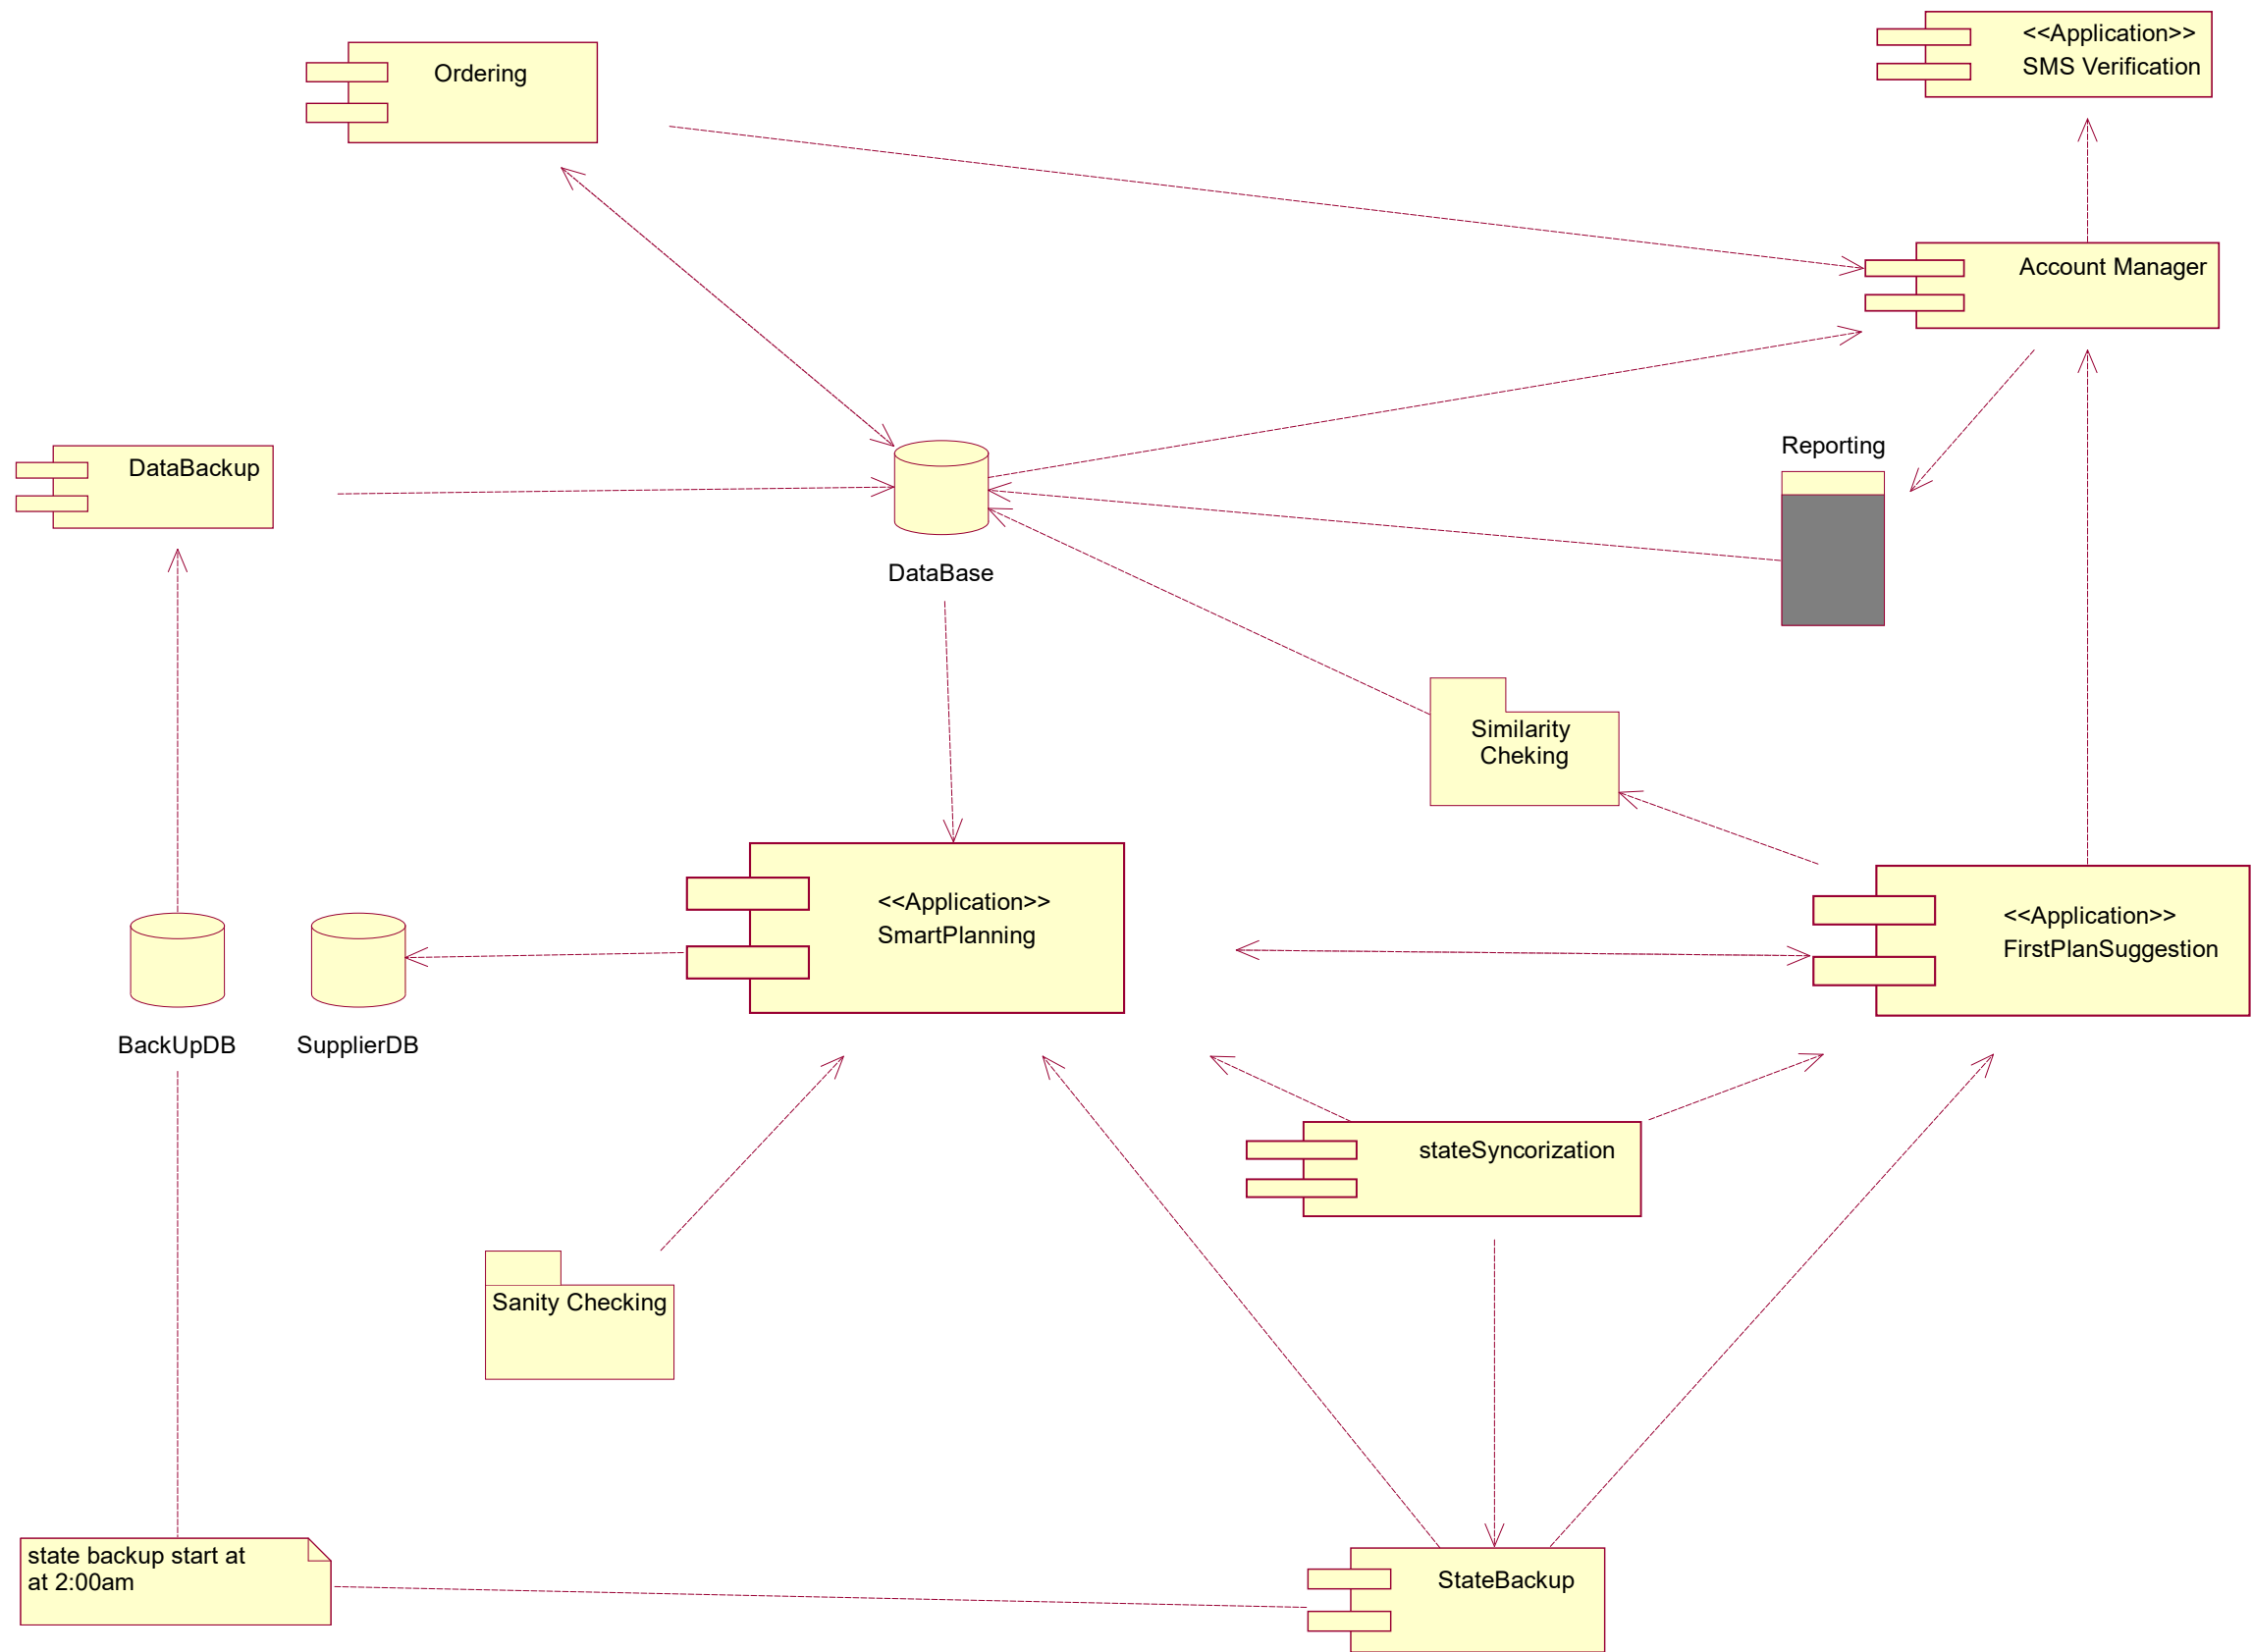 <<Application>>
SMS Verification
Ordering
Account Manager
Reporting
DataBackup
DataBase
Similarity
Cheking
<<Application>>
SmartPlanning
<<Application>>
FirstPlanSuggestion
BackUpDB
SupplierDB
stateSyncorization
Sanity Checking
state backup start at
at 2:00am
StateBackup